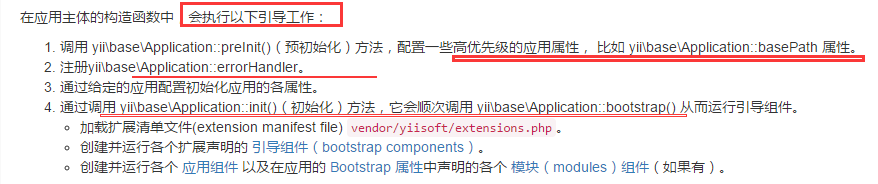 在应用主体的构造函数中 会执行以下引导工作：
1. 调用 yii\base\Application::preInit()（预初始化）方法，配置一些高优先级的应用属性， 比如 yii\base\Application::basePath 属性。
2. 注册yii\base\Application::errorHandler。
3. 通过给定的应用配置初始化应用的各属性。
4. 通过调用 yii\base\Application::init()（初始化）方法，它会顺次调用 yii\base\Application::bootstrap() 从而运行引导组件。
加载扩展清单文件(extension manifest file) vendor/yiisoft/extensions.php。
创建并运行各个扩展声明的 引导组件（bootstrap components）。
创建并运行各个 应用组件 以及在应用的 Bootstrap 属性中声明的各个 模块（modules）组件（如果有）。